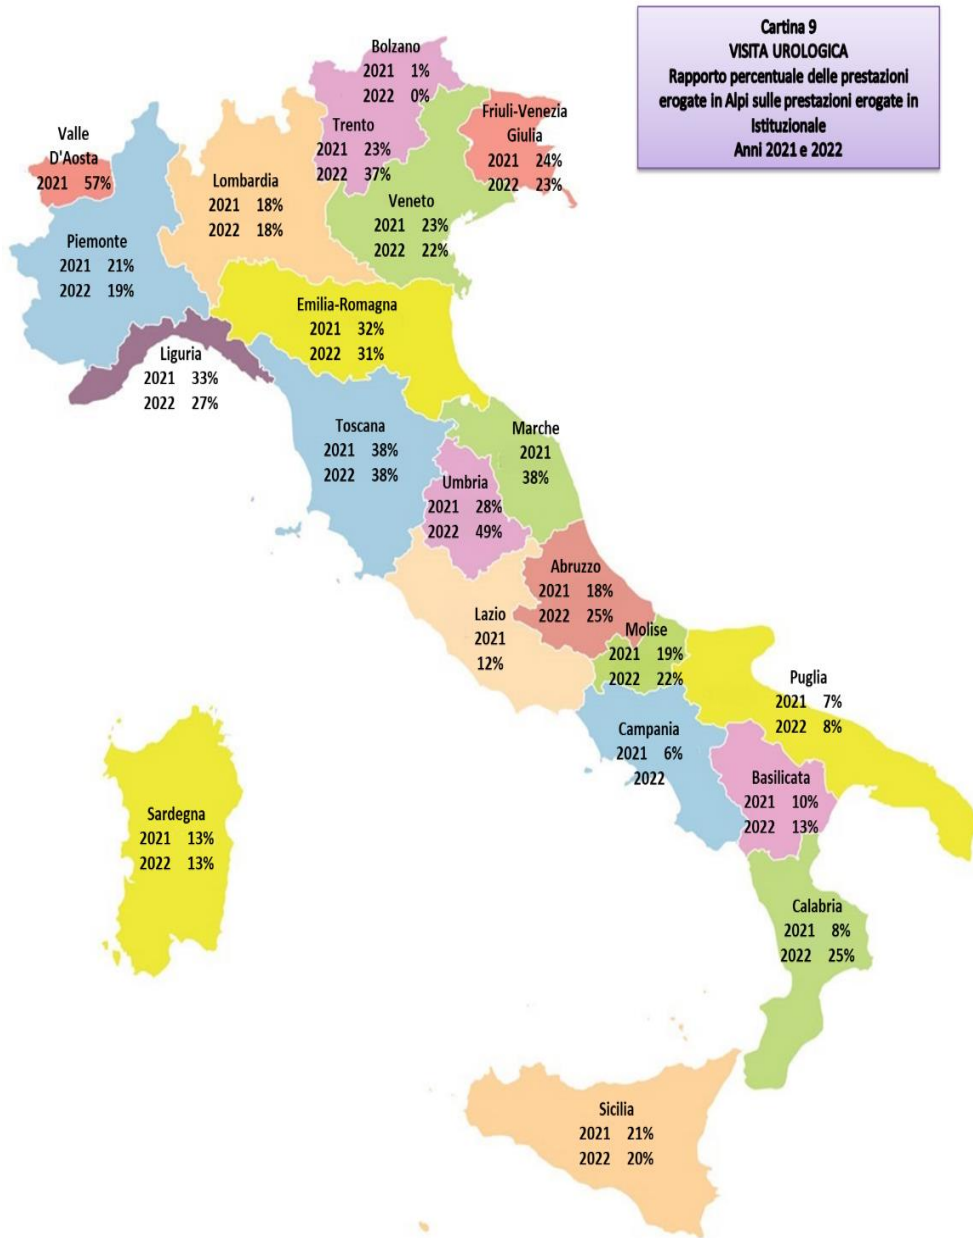 Cartina 9
VISITA UROLOGICA
Rapporto percentuale delle prestazioni
erogate in Alpi sulle prestazioni erogate in
Istituzionale
Anni 2021 e 2022
Bolzano
2021 1%
2022 0%
Trento
2021 23%
2022 37%
Friuli-Venezia
Giulia
2021 24%
2022 23%
Valle
D'Aosta
2021 57%
Lombardia
2021 18%
2022 18%
Veneto
2021 23%
2022 22%
Piemonte
2021 21%
2022 19%
Emilia-Romagna
2021 32%
2022 31%
Liguria
2021 33%
2022 27%
Toscana
2021 38%
2022 38%
Marche
2021
38%
Umbria
2021 28%
2022 49%
Abruzzo
2021 18%
2022 25%
Lazio
2021
12%
Molise
2021 19%
2022 22%
Puglia
2021 7%
2022 8%
Campania
2021 6%
2022
Basilicata
2021 10%
2022 13%
Sardegna
2021 13%
2022 13%
Calabria
2021 8%
2022 25%
Sicilia
2021 21%
2022 20%